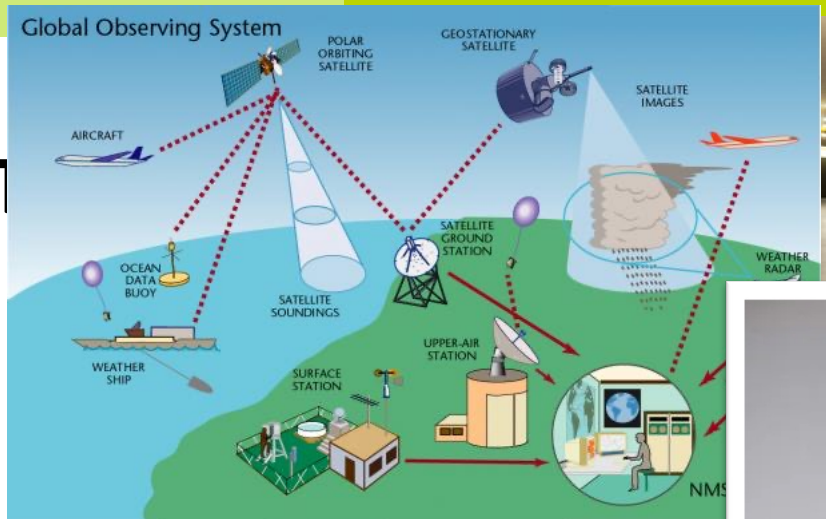 Global Observing System
POLAR
ORBITING
SATELLITE
GEOSTATIONARY
SATELLITE
SATELLITE
IMAGES
AIRCRAFT
SATELLITE
GROUND
STATION
OCEAN
DATA
BUOY
SATELLITE
SOUNDINGS
WEATHER
RADAR
WEATHER
SHIP
UPPER-AIR
STATION
SURFACE
STATION